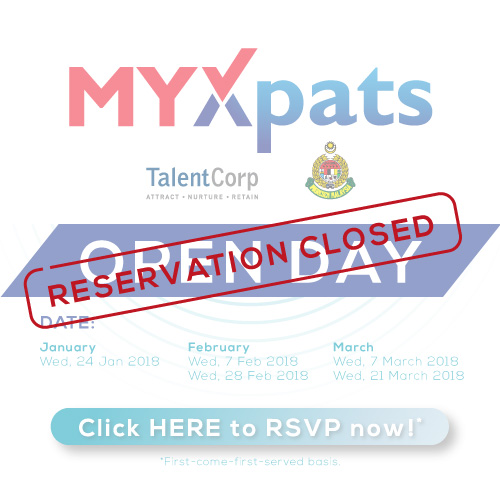 MYXpats
TalentCorp
ATTRACT • NURTURE • RETAIN
OPEN DAY
RESERVATION CLOSED
DATE:
January
Wed, 24 Jan 2018
February
Wed, 7 Feb 2018
Wed, 28 Feb 2018
March
Wed, 7 March 2018
Wed, 21 March 2018
Click HERE to RSVP now!*
*First-come-first-served basis.